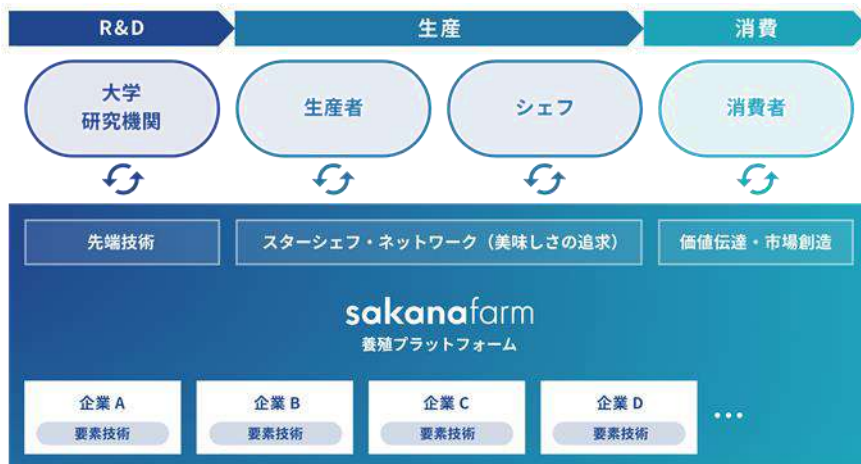 R&D
生産
消費
大学
研究機関
生産者
シェフ
消費者
先端技術
スターシェフ・ネットワーク（美味しさの追求）
価値伝達・市場創造
sakanafarm
養殖プラットフォーム
企業 A
要素技術
企業 B
要素技術
企業 C
要素技術
企業 D
要素技術
…